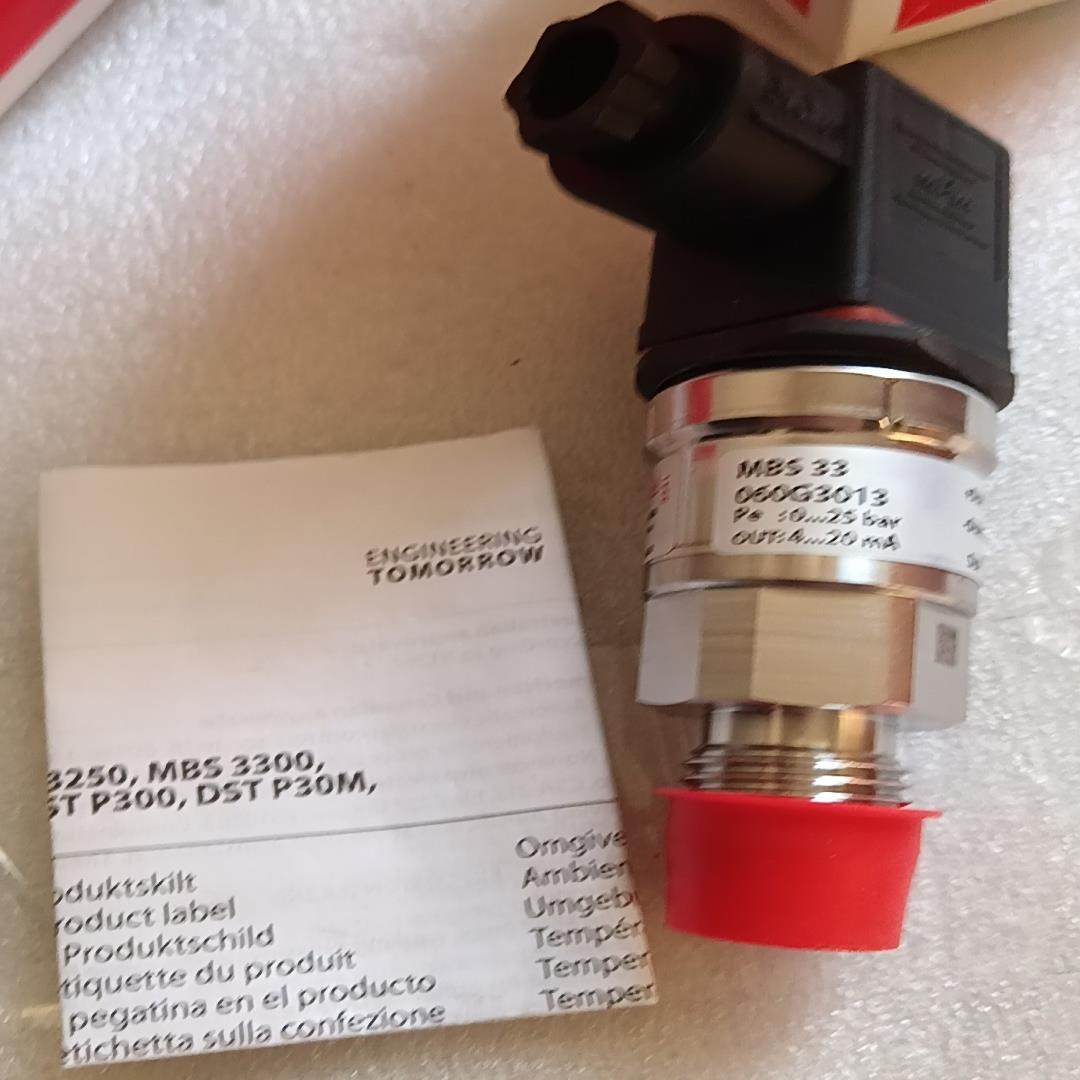 MBS 33
060G3013
Pe :0...25 bar
OUT:4...20 mA
ENGINEERING
TOMORROW
3250, MBS 3300,
ST P300, DST P30M,
oduktskilt
roduct label
Produktschild
tiquette du produit
pegatina en el producto
etichetta sulla confezione
Omgive
Ambien
Umgeb
Tempér
Temper
Temper